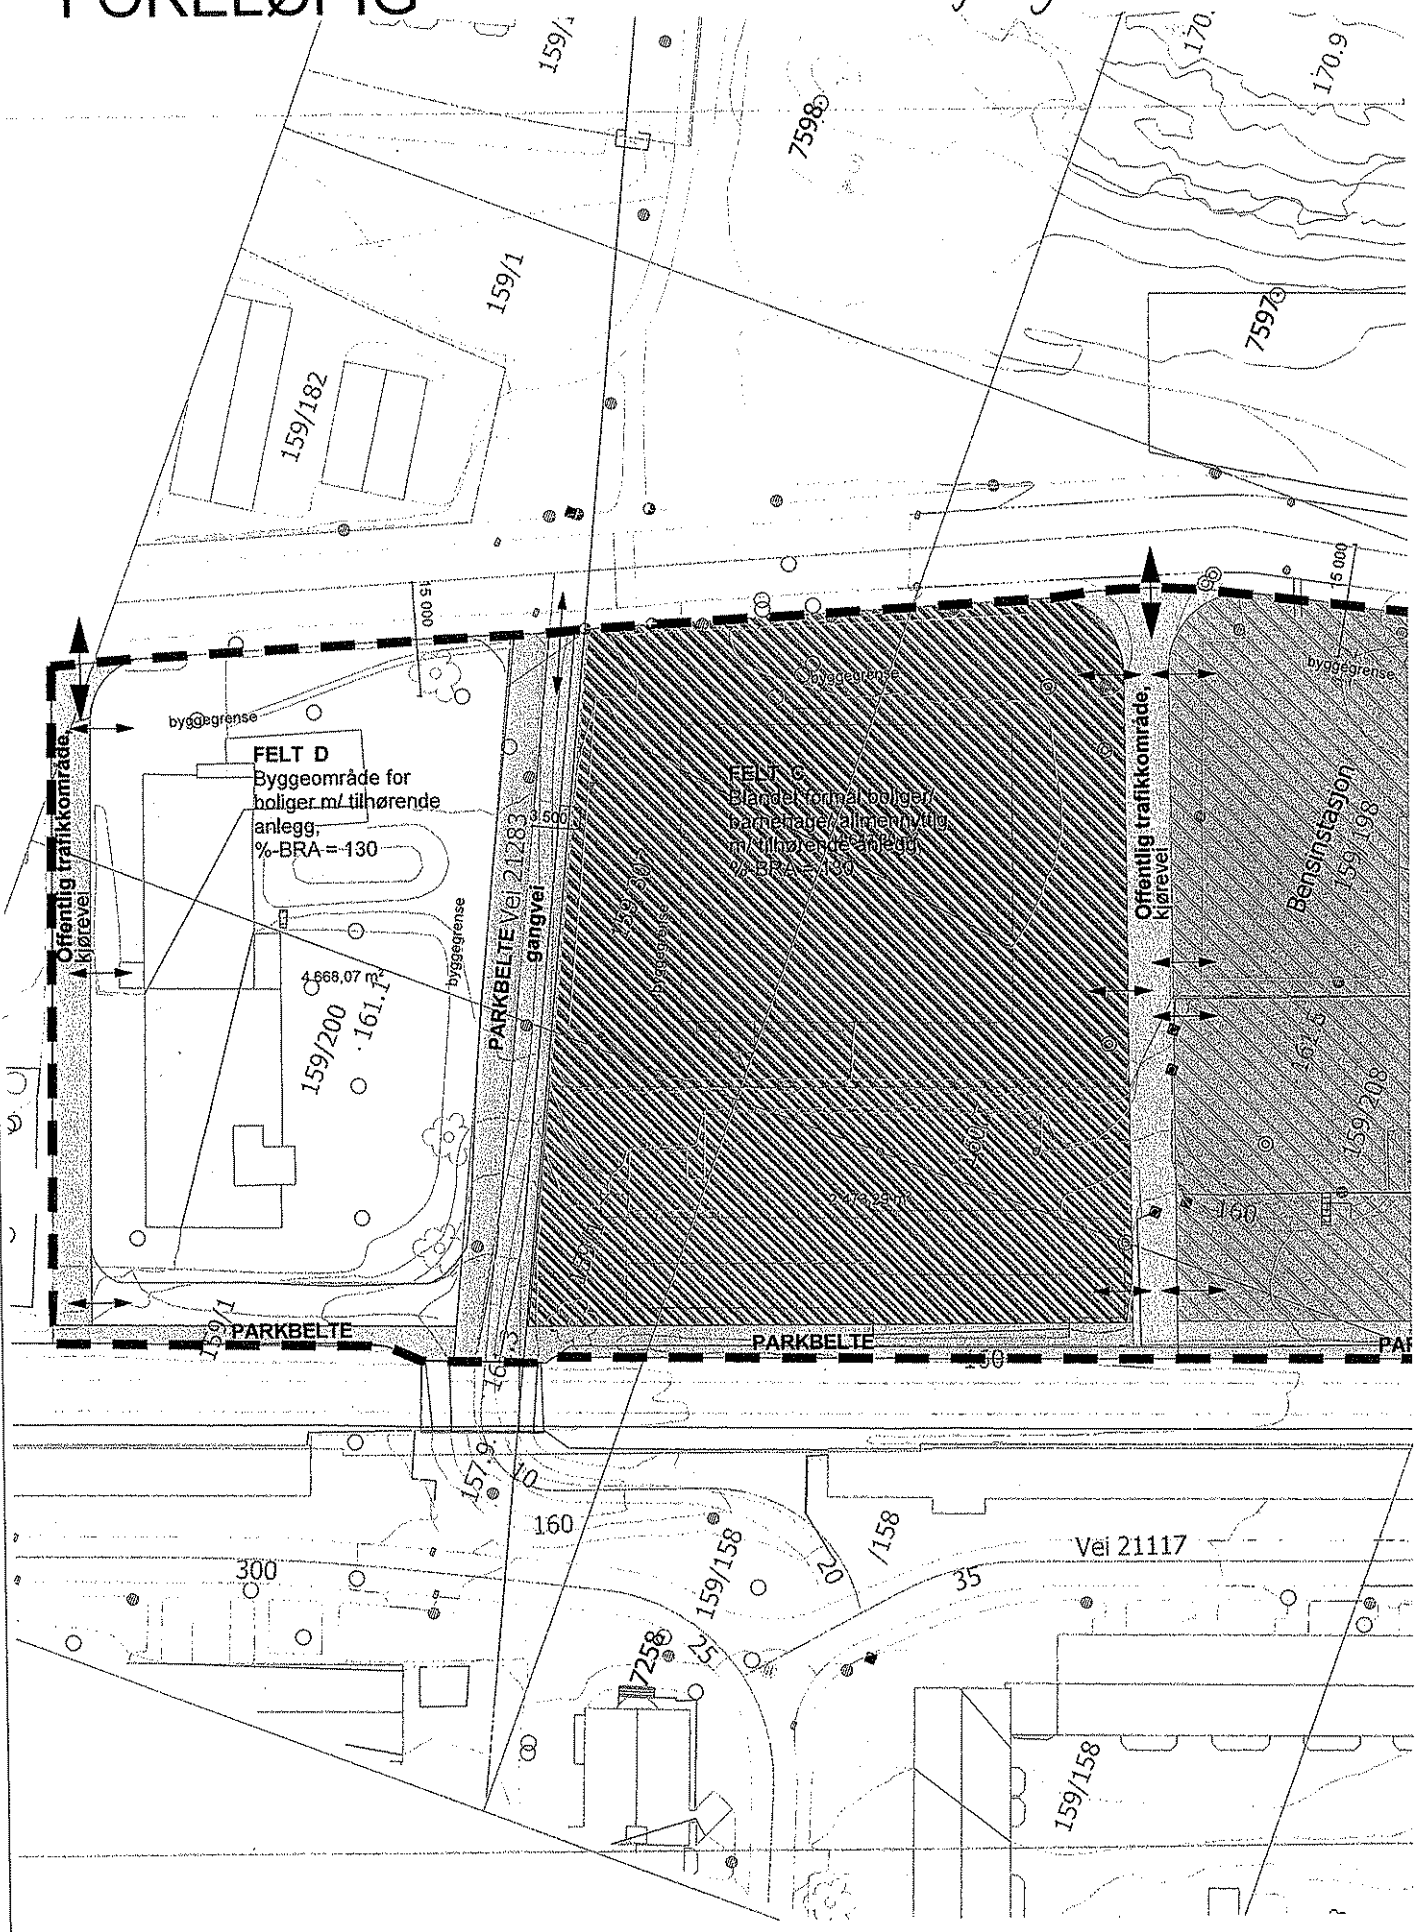 FORELØPIG
159/1
170.9
7598
159/1
7597
159/182
15 000
15 000
byggegrense
byggegrense
byggegrense
FELT D
Byggeområde for
boliger m/ tilhørende
anlegg,
%-BRA = 130
FELT C
Blandet formål boliger/
barnehage/ allmennyttig
m/ tilhørende anlegg,
%-BRA = 130
Offentlig trafikkområde,
kjørevei
Offentlig trafikkområde,
kjørevei
Bensinstasjon
159/198
3 500
PARKBELTE Vei 21283
gangvei
byggegrense
byggegrense
4 668,07 m²
159/200
161.1
161.5
159/208
160
159/1
PARKBELTE
PARKBELTE
PAR
160
157.9
10
160
300
159/158
20
/158
35
Vei 21117
7258
25
159/158